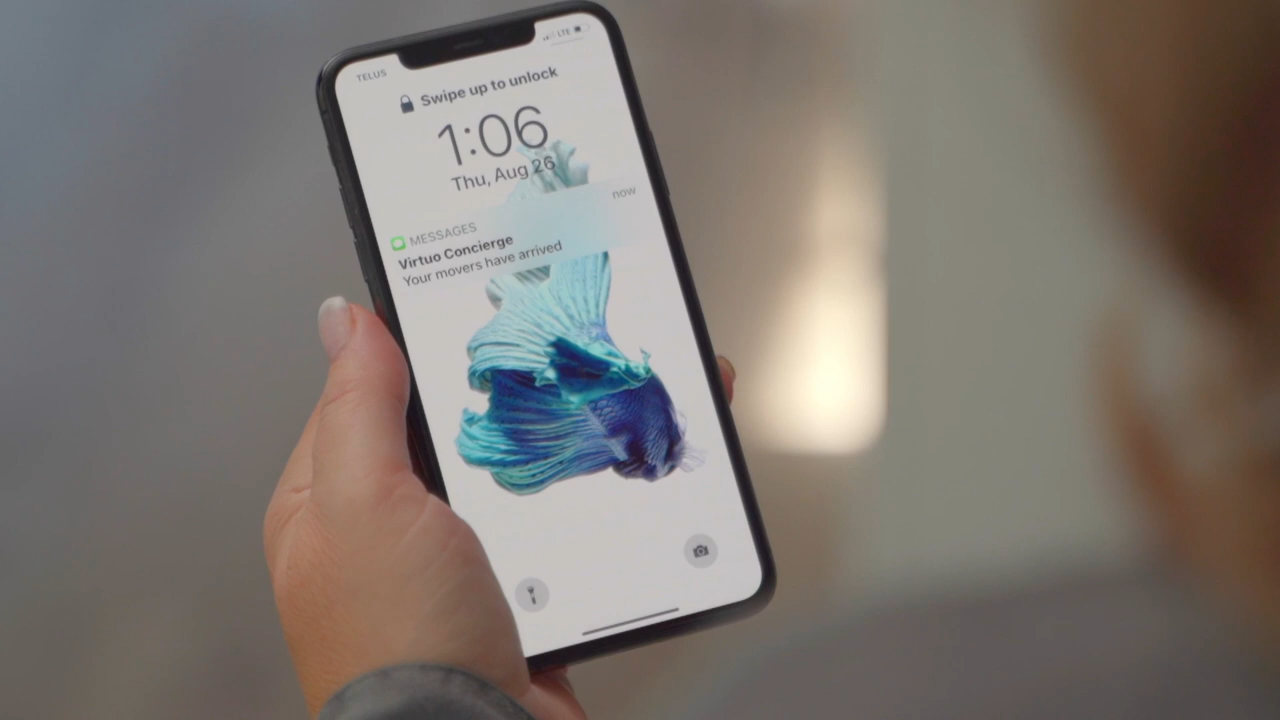 TELUS
LTE
Swipe up to unlock
1:06
Thu, Aug 26
MESSAGES
now
Virtuo Concierge
Your movers have arrived